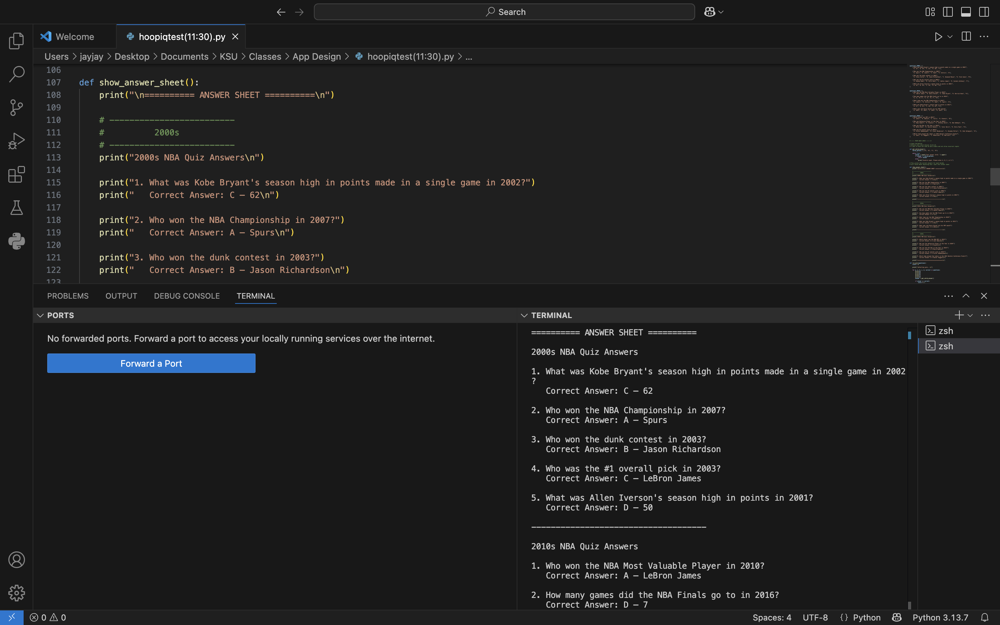 Search
Welcome
hoopiqtest(11:30).py
Users > jayjay > Desktop > Documents > KSU > Classes > App Design > hoopiqtest(11:30).py > ...
106
107 def show_answer_sheet():
108 print("\n========== ANSWER SHEET ==========\n")
109
110 # -------------------------
111 # 2000s
112 # -------------------------
113 print("2000s NBA Quiz Answers\n")
114
115 print("1. What was Kobe Bryant's season high in points made in a single game in 2002?")
116 print(" Correct Answer: C – 62\n")
117
118 print("2. Who won the NBA Championship in 2007?")
119 print(" Correct Answer: A – Spurs\n")
120
121 print("3. Who won the dunk contest in 2003?")
122 print(" Correct Answer: B – Jason Richardson\n")
123
PROBLEMS OUTPUT DEBUG CONSOLE TERMINAL
PORTS
No forwarded ports. Forward a port to access your locally running services over the internet.
Forward a Port
TERMINAL
========== ANSWER SHEET ==========
2000s NBA Quiz Answers
1. What was Kobe Bryant's season high in points made in a single game in 2002
?
Correct Answer: C – 62
2. Who won the NBA Championship in 2007?
Correct Answer: A – Spurs
3. Who won the dunk contest in 2003?
Correct Answer: B – Jason Richardson
4. Who was the #1 overall pick in 2003?
Correct Answer: C – LeBron James
5. What was Allen Iverson's season high in points in 2001?
Correct Answer: D – 50
------------------------------------
2010s NBA Quiz Answers
1. Who won the NBA Most Valuable Player in 2010?
Correct Answer: A – LeBron James
2. How many games did the NBA Finals go to in 2016?
Correct Answer: D – 7
zsh
zsh
0 0
Spaces: 4 UTF-8 {} Python Python 3.13.7